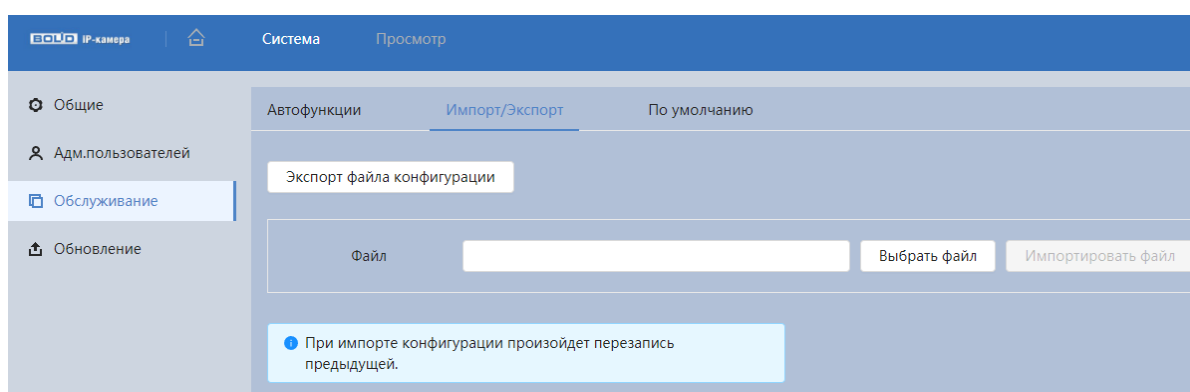 BOLID IP-камера
Система
Просмотр
Общие
Адм.пользователей
Обслуживание
Обновление
Автофункции
Импорт/Экспорт
По умолчанию
Экспорт файла конфигурации
Файл
Выбрать файл
Импортировать файл
При импорте конфигурации произойдет перезапись
предыдущей.